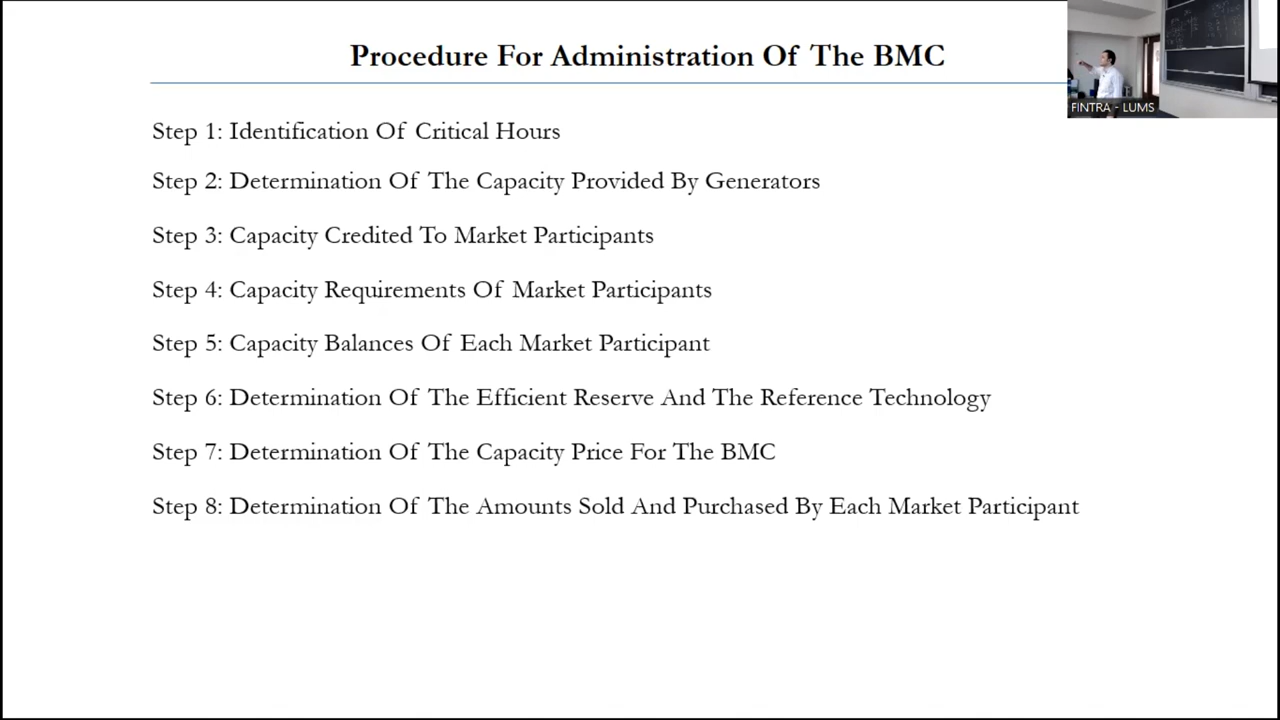 Procedure For Administration Of The BMC
FINTRA - LUMS
Step 1: Identification Of Critical Hours
Step 2: Determination Of The Capacity Provided By Generators
Step 3: Capacity Credited To Market Participants
Step 4: Capacity Requirements Of Market Participants
Step 5: Capacity Balances Of Each Market Participant
Step 6: Determination Of The Efficient Reserve And The Reference Technology
Step 7: Determination Of The Capacity Price For The BMC
Step 8: Determination Of The Amounts Sold And Purchased By Each Market Participant